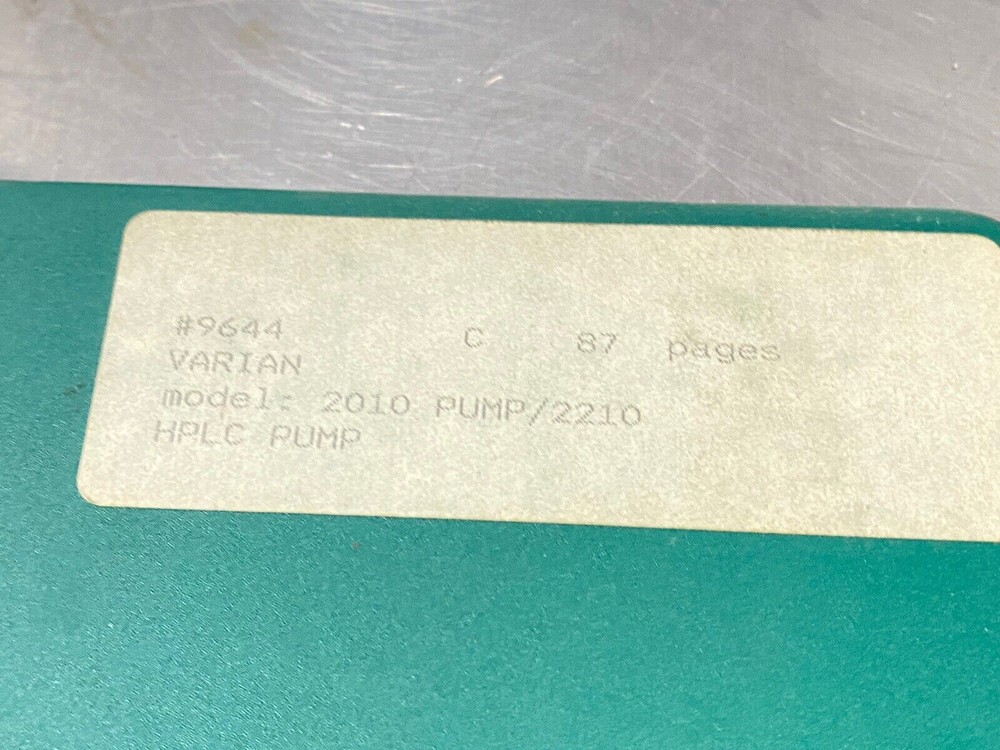 #9644 C 87 pages
VARIAN
model: 2010 PUMP/2210
HPLC PUMP